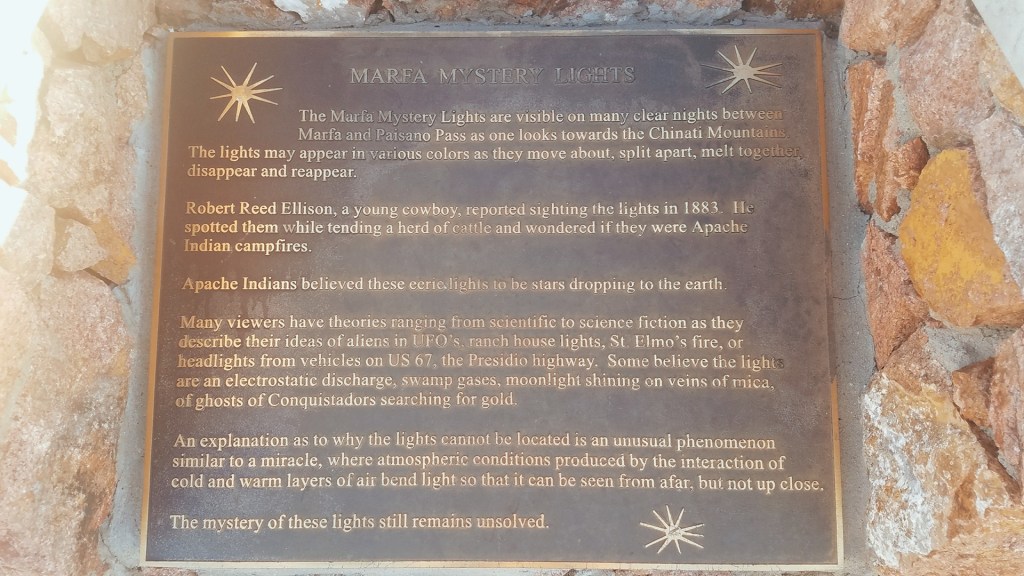 MARFA MYSTERY LIGHTS
The Marfa Mystery Lights are visible on many clear nights between
Marfa and Paisano Pass as one looks towards the Chinati Mountains.
The lights may appear in various colors as they move about, split apart, melt together,
disappear and reappear.
Robert Reed Ellison, a young cowboy, reported sighting the lights in 1883. He
spotted them while tending a herd of cattle and wondered if they were Apache
Indian campfires.
Apache Indians believed these eerie lights to be stars dropping to the earth.
Many viewers have theories ranging from scientific to science fiction as they
describe their ideas of aliens in UFO's, ranch house lights, St. Elmo's fire, or
headlights from vehicles on US 67, the Presidio highway. Some believe the lights
are an electrostatic discharge, swamp gases, moonlight shining on veins of mica,
of ghosts of Conquistadors searching for gold.
An explanation as to why the lights cannot be located is an unusual phenomenon
similar to a miracle, where atmospheric conditions produced by the interaction of
cold and warm layers of air bend light so that it can be seen from afar, but not up close.
The mystery of these lights still remains unsolved.